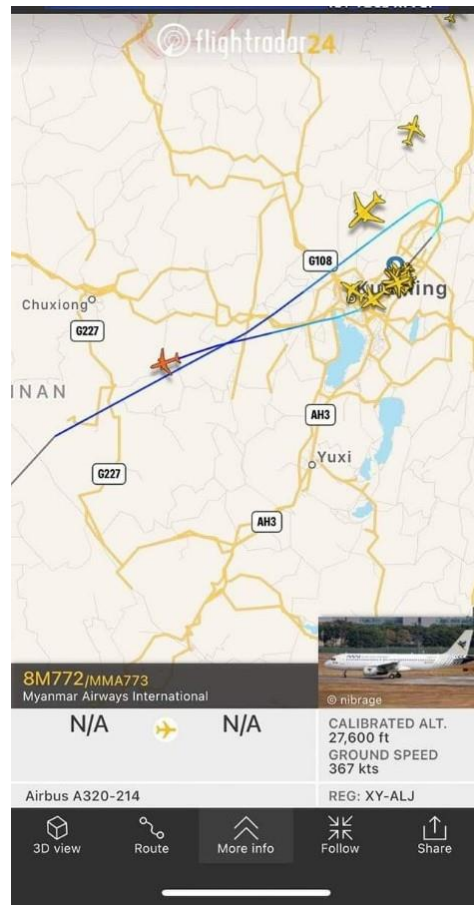 flightradar24
G108
Chuxiong
G227
NAN
AH3
Yuxi
G227
AH3
8M772/MMA773
Myanmar Airways International
© nibrage
N/A
N/A
CALIBRATED ALT.
27,600 ft
GROUND SPEED
367 kts
Airbus A320-214
REG: XY-ALJ
3D view
Route
More info
Follow
Share